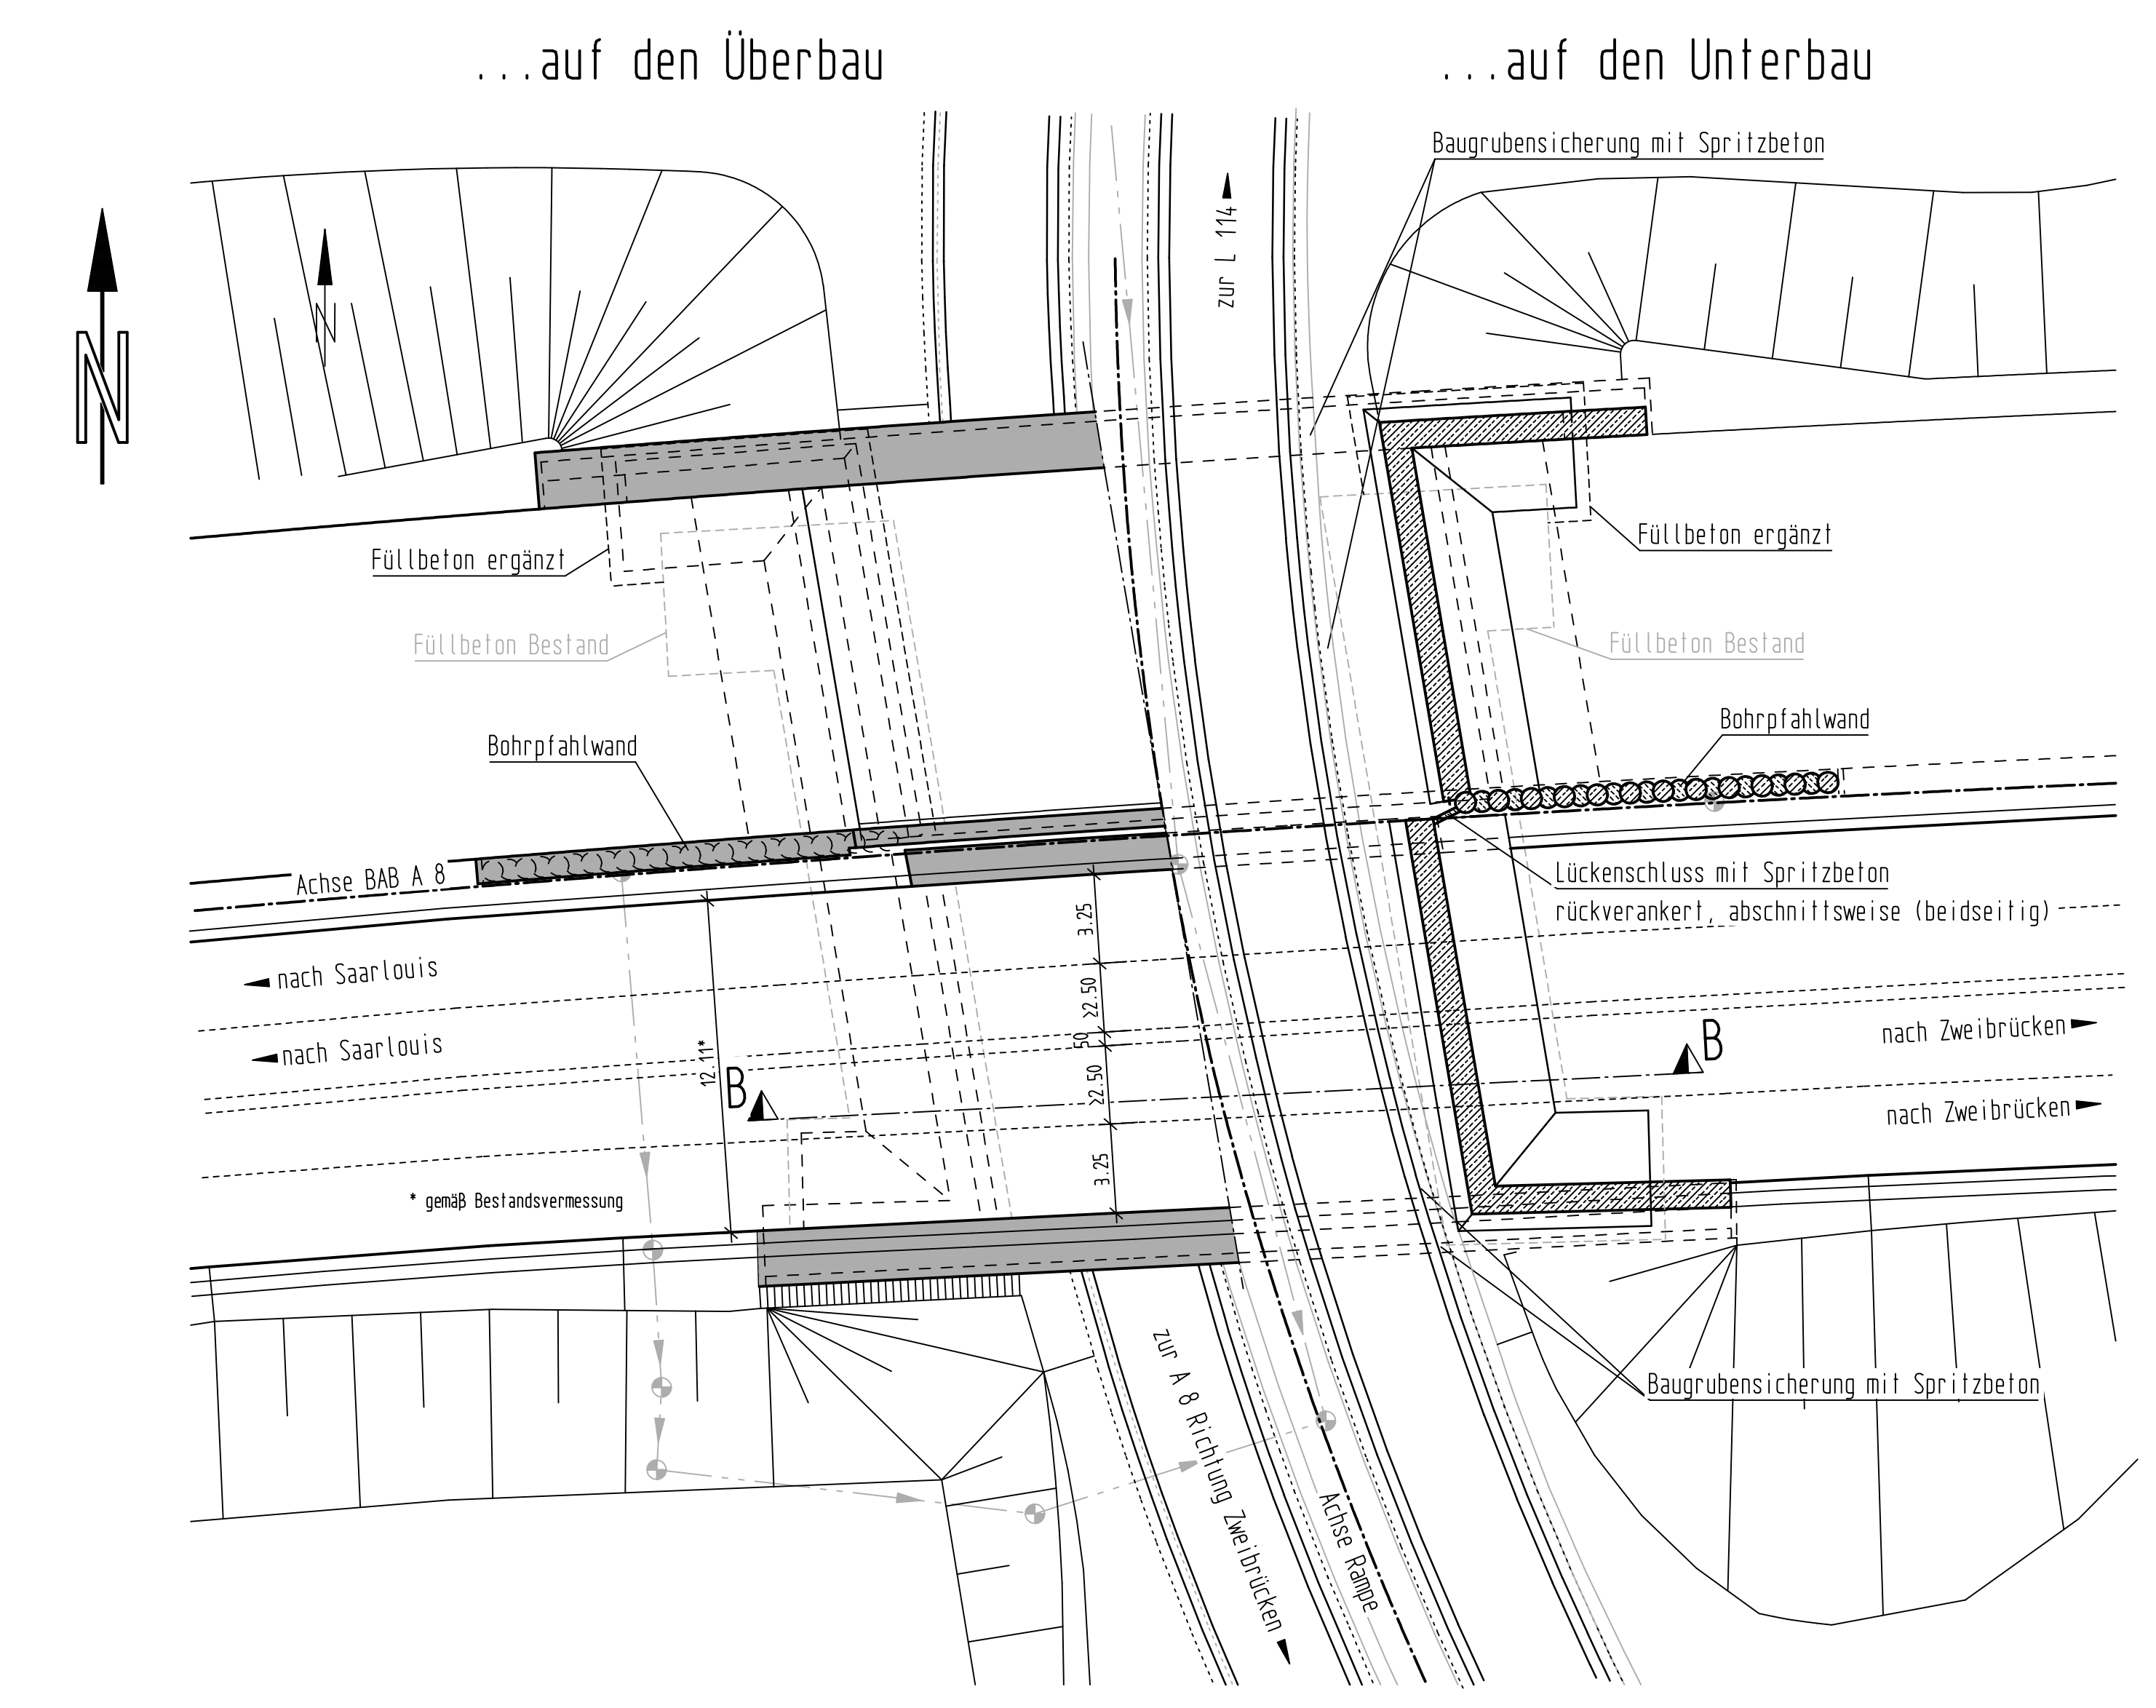 ...auf den Überbau
...auf den Unterbau
Baugrubensicherung mit Spritzbeton
zur L 114
N
N
Füllbeton ergänzt
Füllbeton ergänzt
Füllbeton Bestand
Füllbeton Bestand
Bohrpfahlwand
Bohrpfahlwand
Achse BAB A 8
Lückenschluss mit Spritzbeton
rückverankert, abschnittsweise (beidseitig)
3.25
≥2.50
50
≥2.50
3.25
12.11*
nach Saarlouis
nach Saarlouis
nach Zweibrücken
nach Zweibrücken
B
B
* gemäß Bestandsvermessung
Baugrubensicherung mit Spritzbeton
zur A 8 Richtung Zweibrücken
Achse Rampe